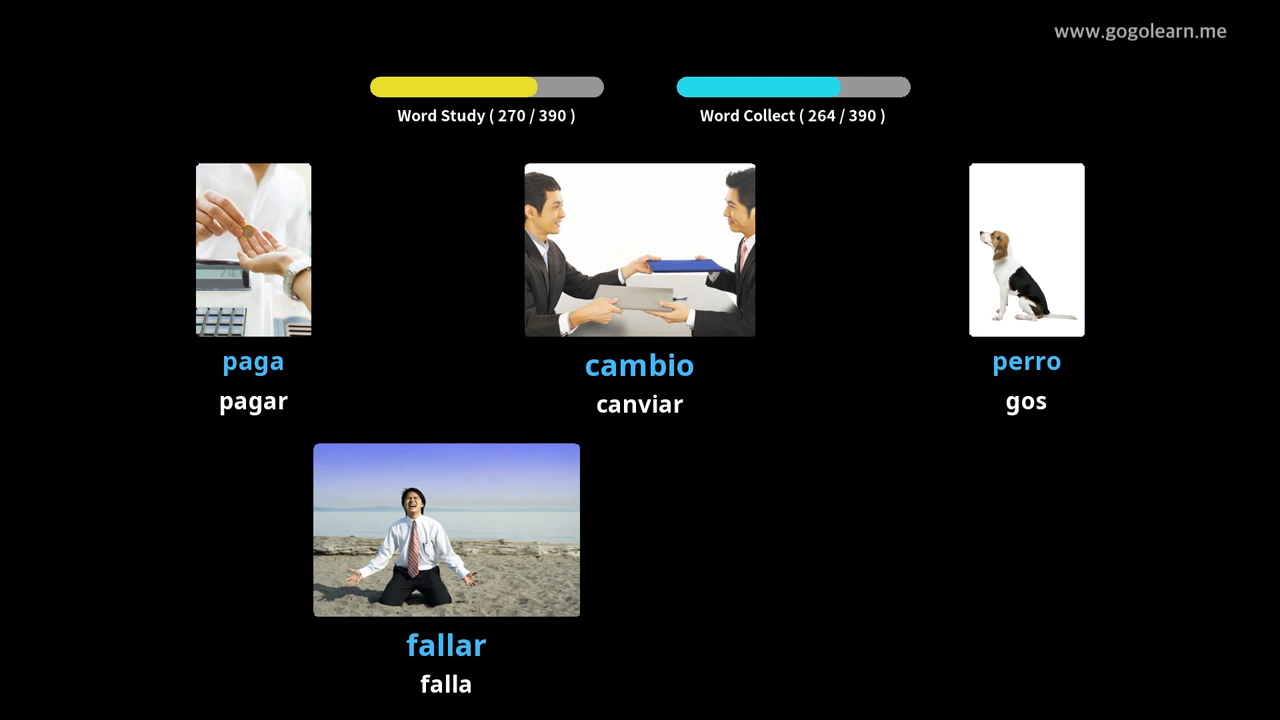 www.gogolearn.me
Word Study ( 270 / 390 )
Word Collect ( 264 / 390 )
paga
pagar
cambio
canviar
perro
gos
fallar
falla